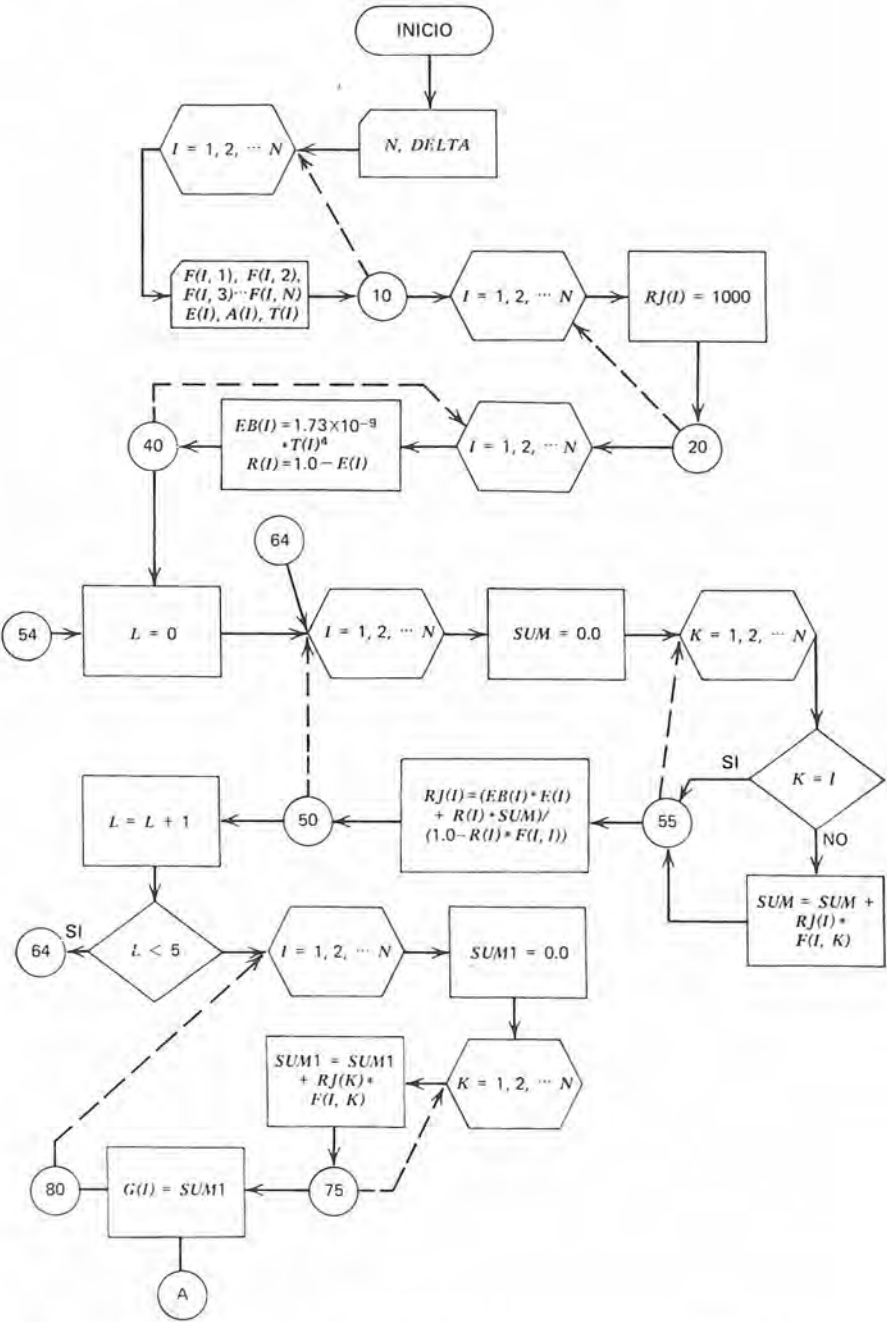 INICIO
N, DELTA
I = 1, 2, ··· N
F(I, 1), F(I, 2),
F(I, 3)···F(I, N)
E(I), A(I), T(I)
10
I = 1, 2, ··· N
RJ(I) = 1000
20
I = 1, 2, ··· N
EB(I) = 1.73×10⁻⁹
*T(I)⁴
R(I)=1.0 − E(I)
40
64
54
L = 0
I = 1, 2, ··· N
SUM = 0.0
K = 1, 2, ··· N
K = I
SI
NO
SUM = SUM +
RJ(I)*
F(I, K)
55
RJ(I)=(EB(I)*E(I)
+ R(I)*SUM)/
(1.0−R(I)*F(I, I))
50
L = L + 1
L < 5
SI
64
I = 1, 2, ··· N
SUM1 = 0.0
K = 1, 2, ··· N
SUM1 = SUM1
+ RJ(K)*
F(I, K)
75
G(I) = SUM1
80
A